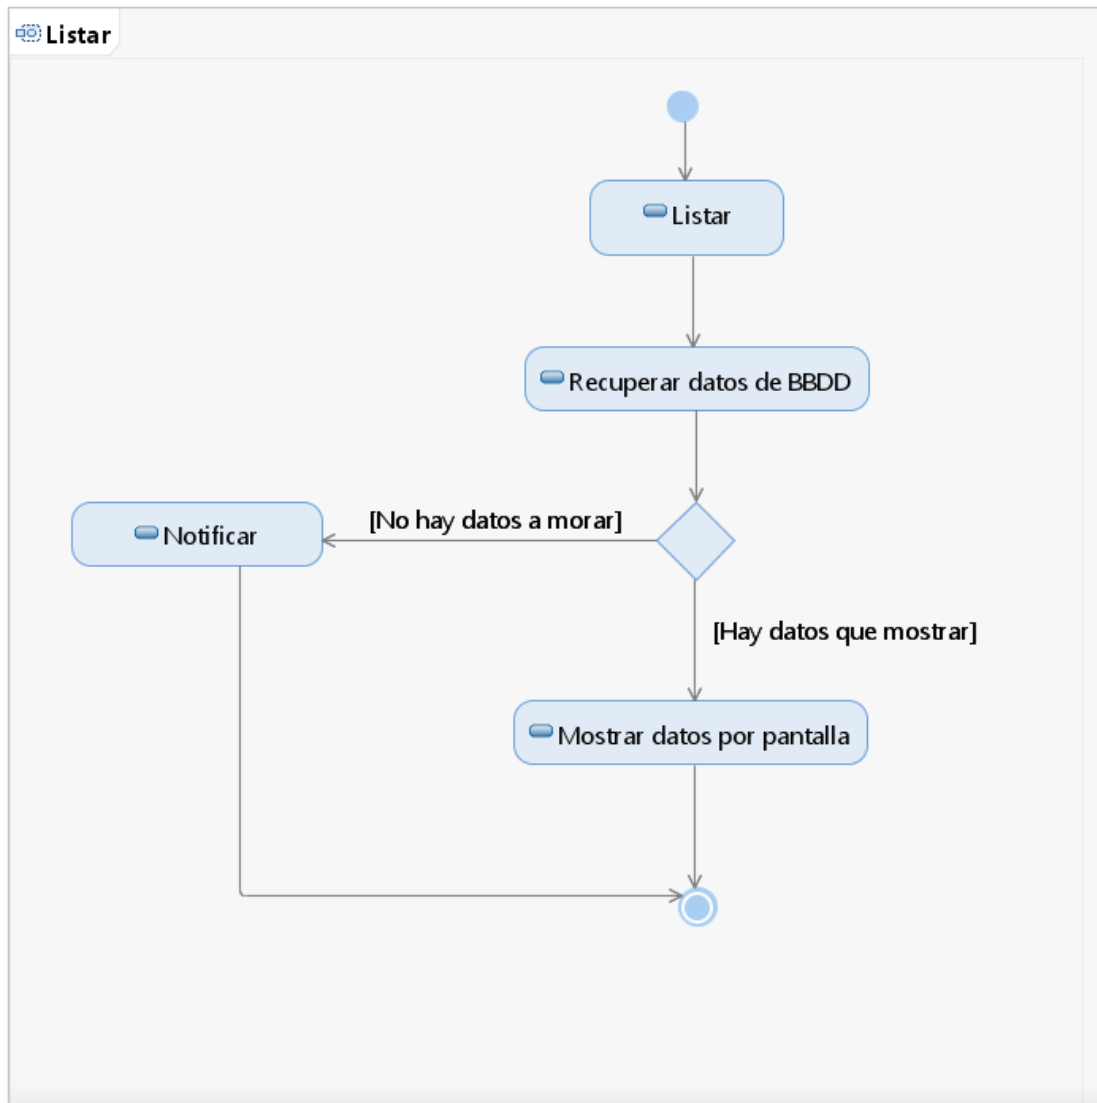 Listar
Listar
Recuperar datos de BBDD
[No hay datos a morar]
Notificar
[Hay datos que mostrar]
Mostrar datos por pantalla